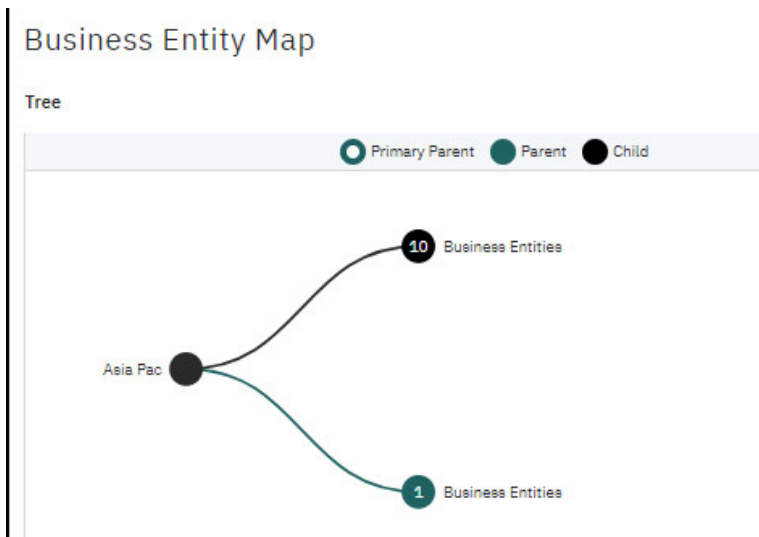 Business Entity Map
Tree
Primary Parent Parent Child
10 Business Entities
Asia Pac
1 Business Entities